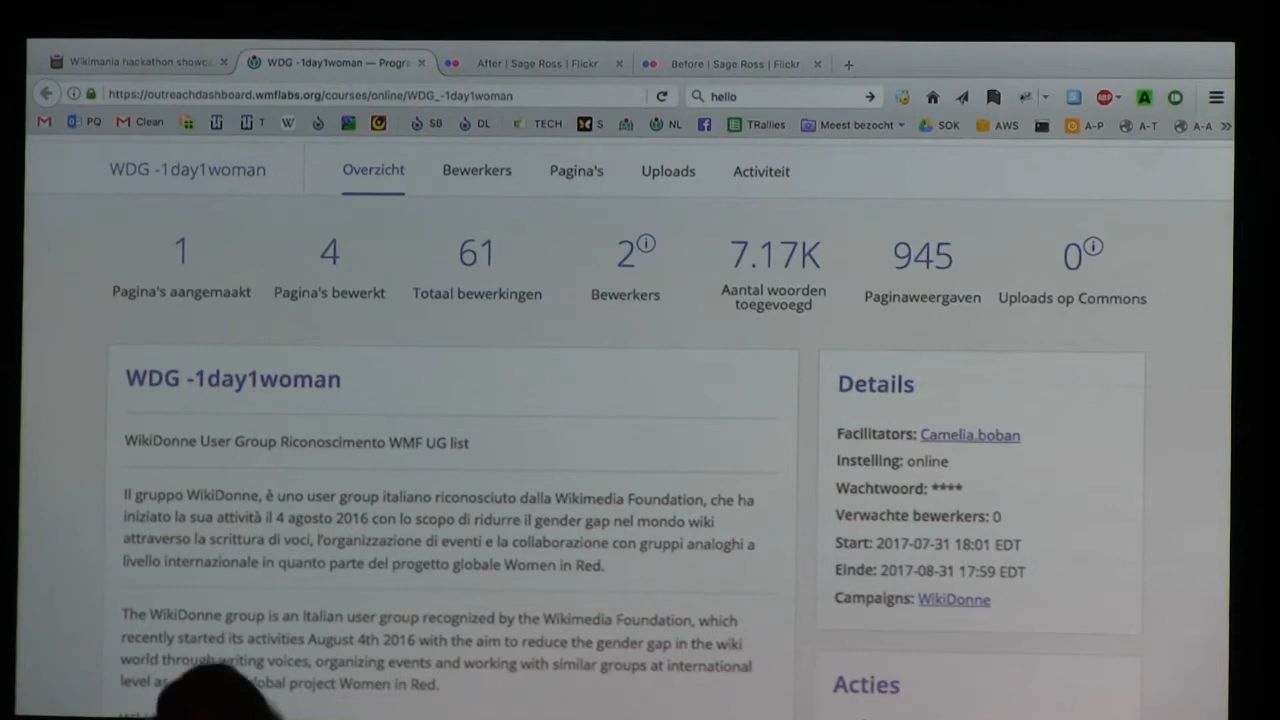 Wikimania hackathon showc
WDG -1day1woman — Progra
After | Sage Ross | Flickr
Before | Sage Ross | Flickr
https://outreachdashboard.wmflabs.org/courses/online/WDG_-1day1woman
hello
ABP
PQ
Clean
T
W
SB
DL
TECH
S
NL
TRallies
Meest bezocht
SOK
AWS
A-P
A-T
A-A
WDG -1day1woman
Overzicht
Bewerkers
Pagina's
Uploads
Activiteit
1
Pagina's aangemaakt
4
Pagina's bewerkt
61
Totaal bewerkingen
2
Bewerkers
7.17K
Aantal woorden
toegevoegd
945
Paginaweergaven
0
Uploads op Commons
WDG -1day1woman
WikiDonne User Group Riconoscimento WMF UG list
Il gruppo WikiDonne, è uno user group italiano riconosciuto dalla Wikimedia Foundation, che ha
iniziato la sua attività il 4 agosto 2016 con lo scopo di ridurre il gender gap nel mondo wiki
attraverso la scrittura di voci, l'organizzazione di eventi e la collaborazione con gruppi analoghi a
livello internazionale in quanto parte del progetto globale Women in Red.
The WikiDonne group is an Italian user group recognized by the Wikimedia Foundation, which
recently started its activities August 4th 2016 with the aim to reduce the gender gap in the wiki
world through writing voices, organizing events and working with similar groups at international
level as global project Women in Red.
Details
Facilitators: Camelia.boban
Instelling: online
Wachtwoord: ****
Verwachte bewerkers: 0
Start: 2017-07-31 18:01 EDT
Einde: 2017-08-31 17:59 EDT
Campaigns: WikiDonne
Acties